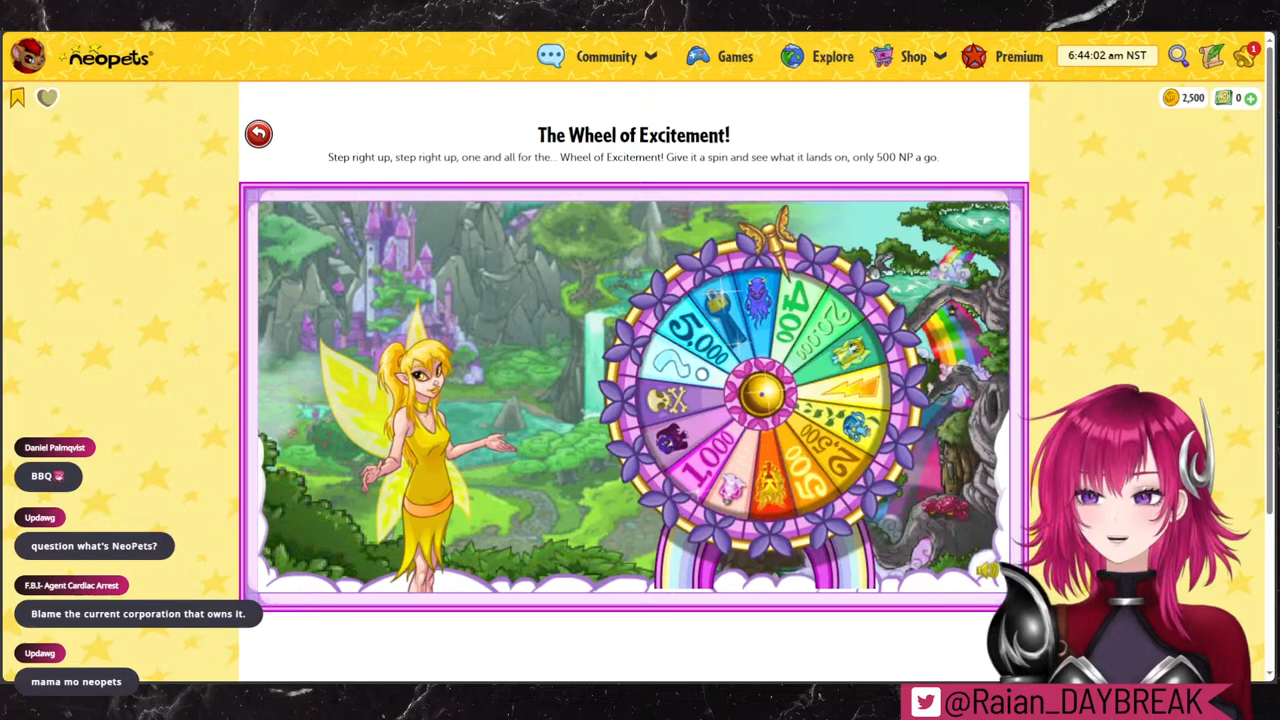 neopets
Community
Games
Explore
Shop
Premium
6:44:02 am NST
1
2,500
0
The Wheel of Excitement!
Step right up, step right up, one and all for the... Wheel of Excitement! Give it a spin and see what it lands on, only 500 NP a go.
400
20,000
2,500
500
1,000
5,000
Daniel Palmqvist
BBQ
Updawg
question what's NeoPets?
F.B.I- Agent Cardiac Arrest
Blame the current corporation that owns it.
Updawg
mama mo neopets
@Raian_DAYBREAK